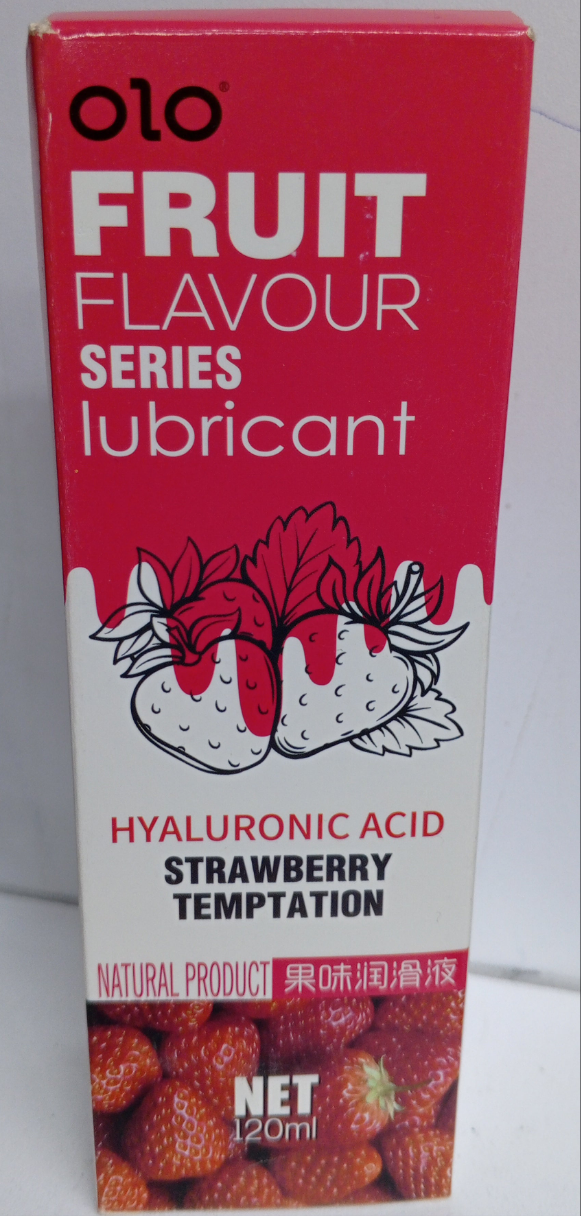 olo®
FRUIT
FLAVOUR
SERIES
lubricant
HYALURONIC ACID
STRAWBERRY
TEMPTATION
NATURAL PRODUCT 果味润滑液
NET
120ml